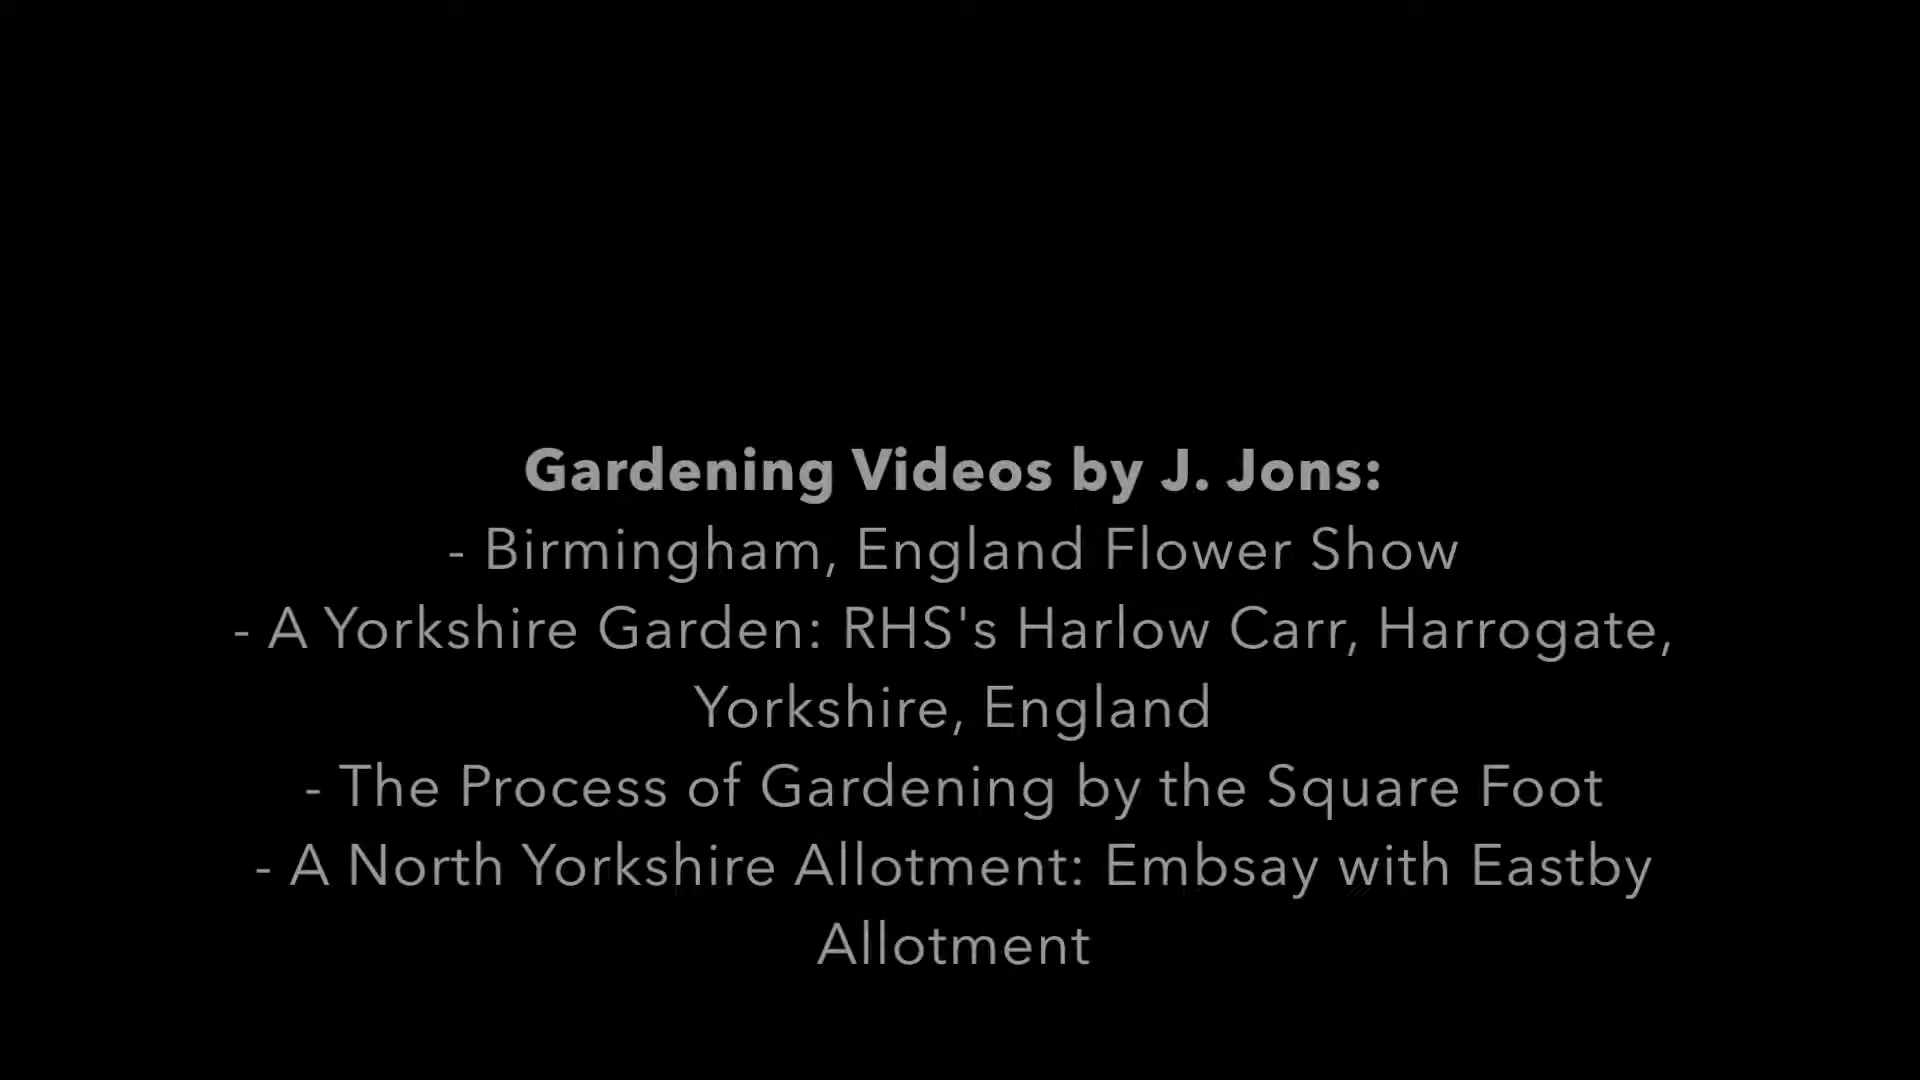 Gardening Videos by J. Jons:
- Birmingham, England Flower Show
- A Yorkshire Garden: RHS's Harlow Carr, Harrogate,
Yorkshire, England
- The Process of Gardening by the Square Foot
- A North Yorkshire Allotment: Embsay with Eastby
Allotment